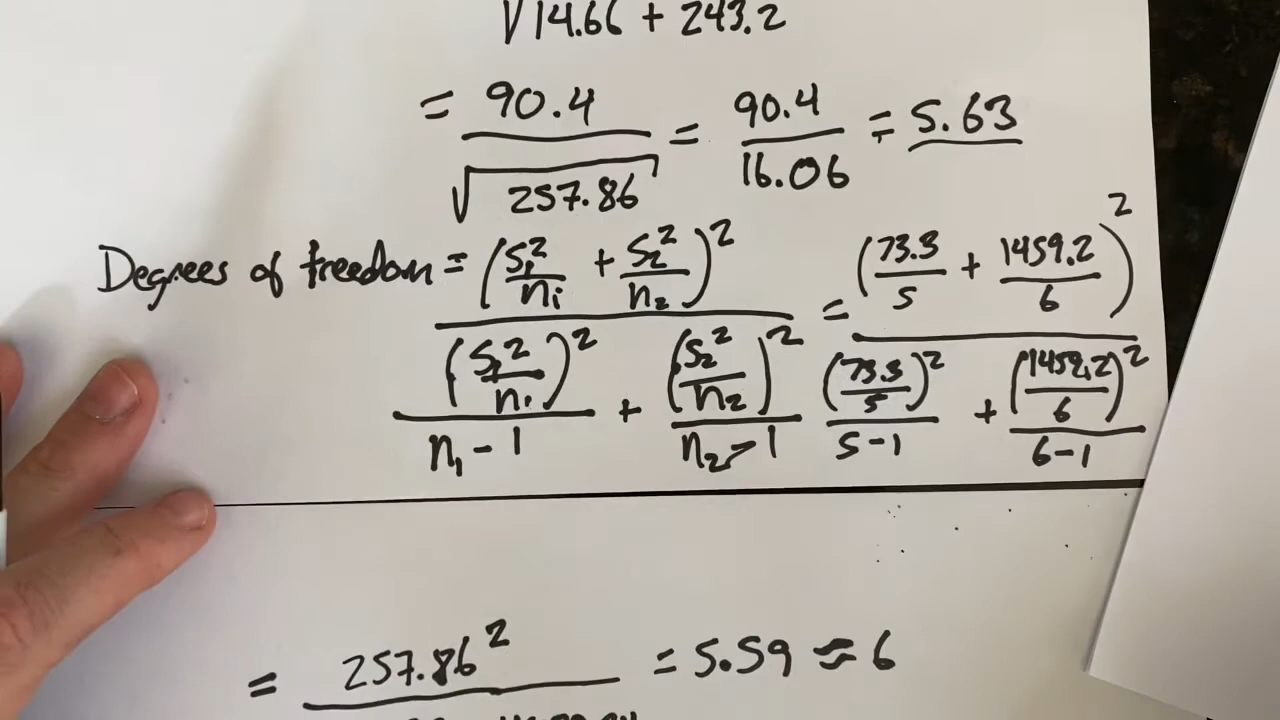 √14.66 + 243.2
= 90.4 / √257.86 = 90.4 / 16.06 = 5.63
Degrees of freedom = (S₁²/n₁ + S₂²/n₂)² / ((S₁²/n₁)²/(n₁-1) + (S₂²/n₂)²/(n₂-1)) = (73.3/5 + 1459.2/6)² / ((73.3/5)²/(5-1) + (1459.2/6)²/(6-1))
= 257.86² / = 5.59 ≈ 6